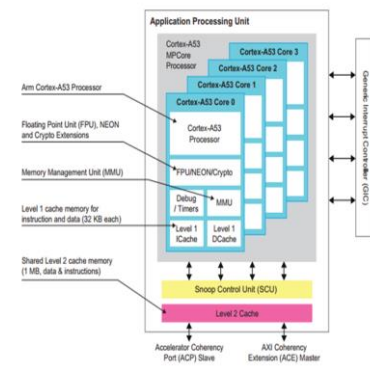 Application Processing Unit
Cortex-A53
MPCore
Processor
Cortex-A53 Core 3
Cortex-A53 Core 2
Cortex-A53 Core 1
Cortex-A53 Core 0
Arm Cortex-A53 Processor
Cortex-A53
Processor
Floating Point Unit (FPU), NEON
and Crypto Extensions
FPU/NEON/Crypto
Memory Management Unit (MMU)
Debug
/ Timers
MMU
Level 1 cache memory for
instruction and data (32 KB each)
Level 1
ICache
Level 1
DCache
Shared Level 2 cache memory
(1 MB, data & instructions)
Snoop Control Unit (SCU)
Level 2 Cache
Accelerator Coherency
Port (ACP) Slave
AXI Coherency
Extension (ACE) Master
Generic Interrupt Controller (GIC)